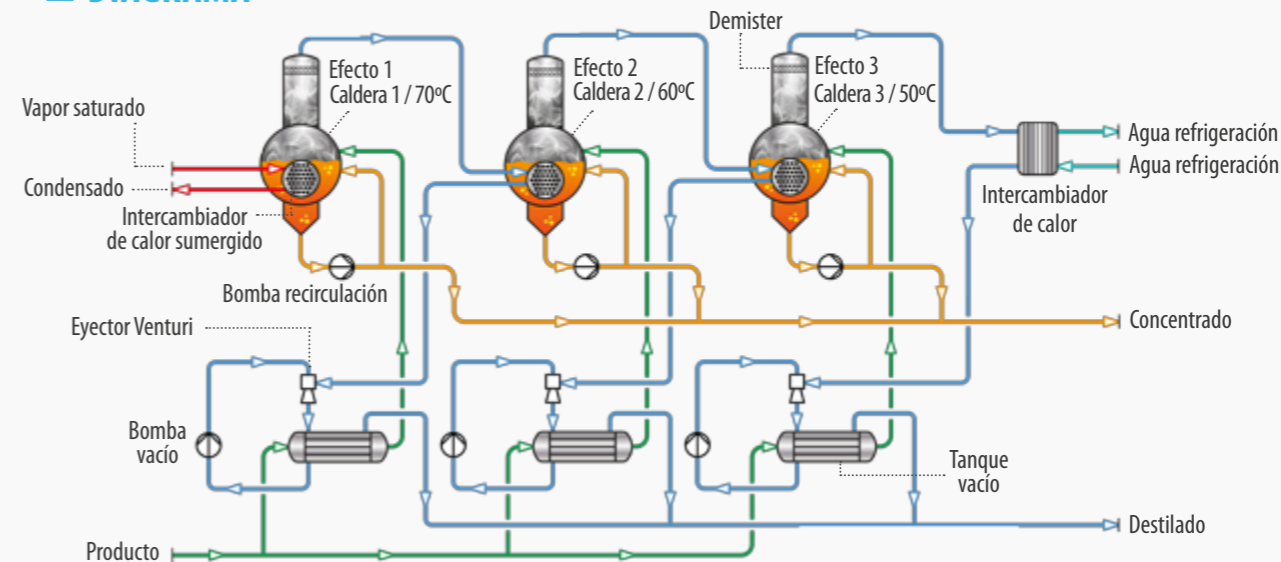 DIAGRAMA
Demister
Efecto 1
Caldera 1 / 70ºC
Efecto 2
Caldera 2 / 60ºC
Efecto 3
Caldera 3 / 50ºC
Vapor saturado
Condensado
Agua refrigeración
Agua refrigeración
Intercambiador
de calor sumergido
Intercambiador
de calor
Bomba recirculación
Eyector Venturi
Concentrado
Bomba
vacío
Tanque
vacío
Destilado
Producto